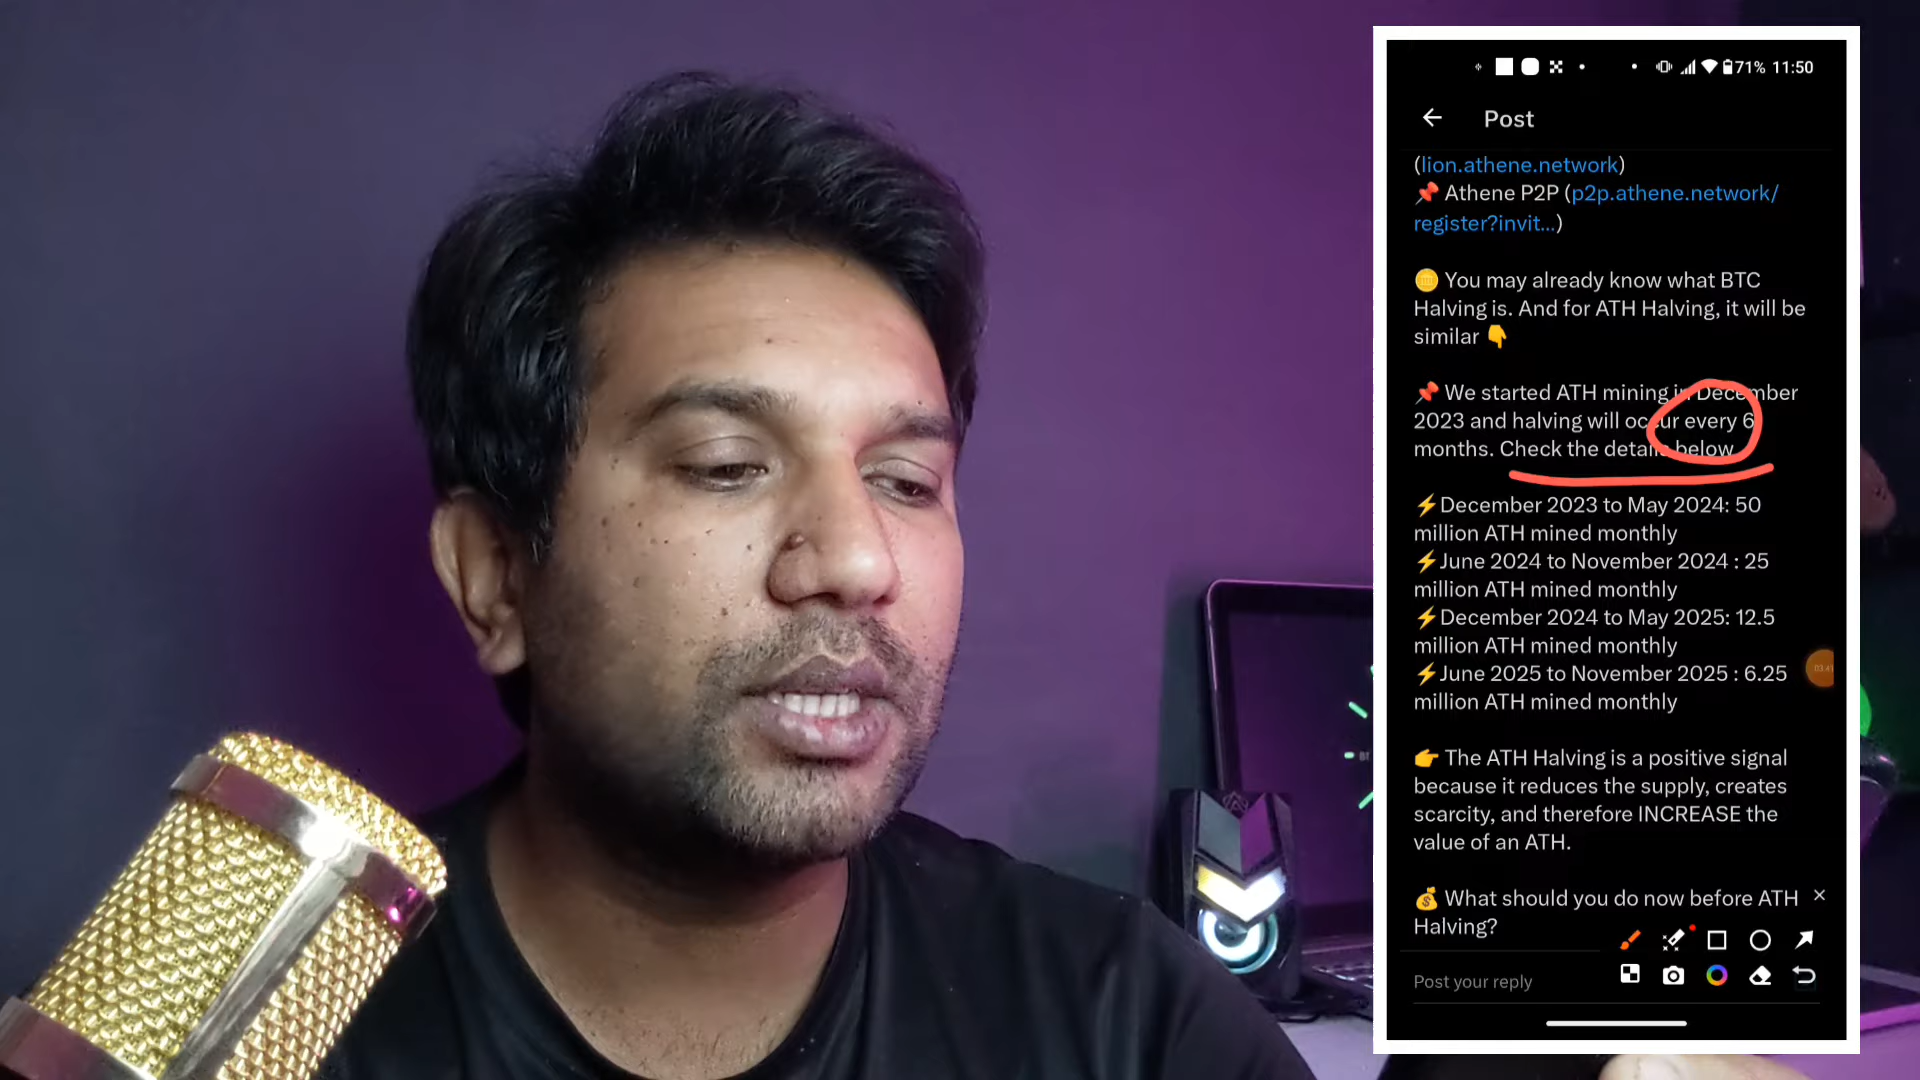 71% 11:50
Post
(lion.athene.network)
📌 Athene P2P (p2p.athene.network/
register?invit...)
🪙 You may already know what BTC
Halving is. And for ATH Halving, it will be
similar 👇
📌 We started ATH mining in December
2023 and halving will occur every 6
months. Check the details below
⚡December 2023 to May 2024: 50
million ATH mined monthly
⚡June 2024 to November 2024 : 25
million ATH mined monthly
⚡December 2024 to May 2025: 12.5
million ATH mined monthly
⚡June 2025 to November 2025 : 6.25
million ATH mined monthly
👉 The ATH Halving is a positive signal
because it reduces the supply, creates
scarcity, and therefore INCREASE the
value of an ATH.
💰 What should you do now before ATH
Halving?
Post your reply